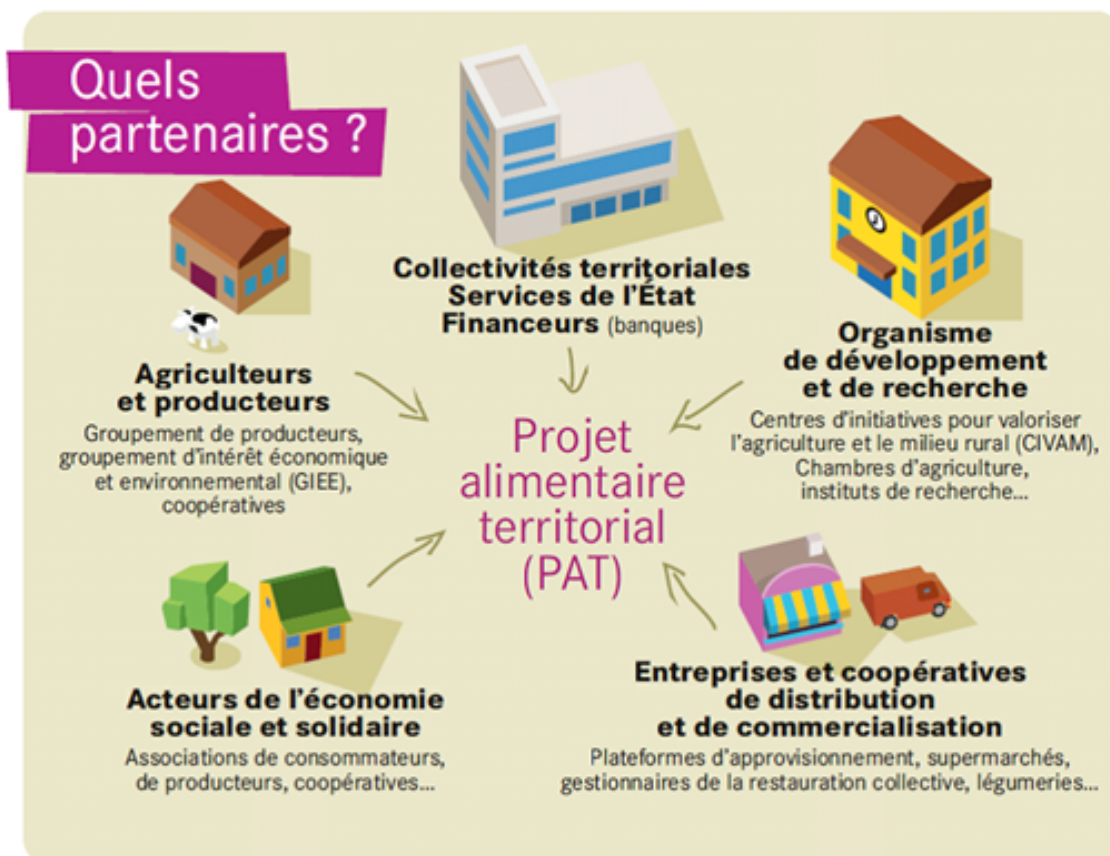 Quels
partenaires ?
Collectivités territoriales
Services de l'État
Financeurs (banques)
Agriculteurs
et producteurs
Groupement de producteurs,
groupement d'intérêt économique
et environnemental (GIEE),
coopératives
Organisme
de développement
et de recherche
Centres d'initiatives pour valoriser
l'agriculture et le milieu rural (CIVAM),
Chambres d'agriculture,
instituts de recherche...
Projet
alimentaire
territorial
(PAT)
Acteurs de l'économie
sociale et solidaire
Associations de consommateurs,
de producteurs, coopératives...
Entreprises et coopératives
de distribution
et de commercialisation
Plateformes d'approvisionnement, supermarchés,
gestionnaires de la restauration collective, légumeries...